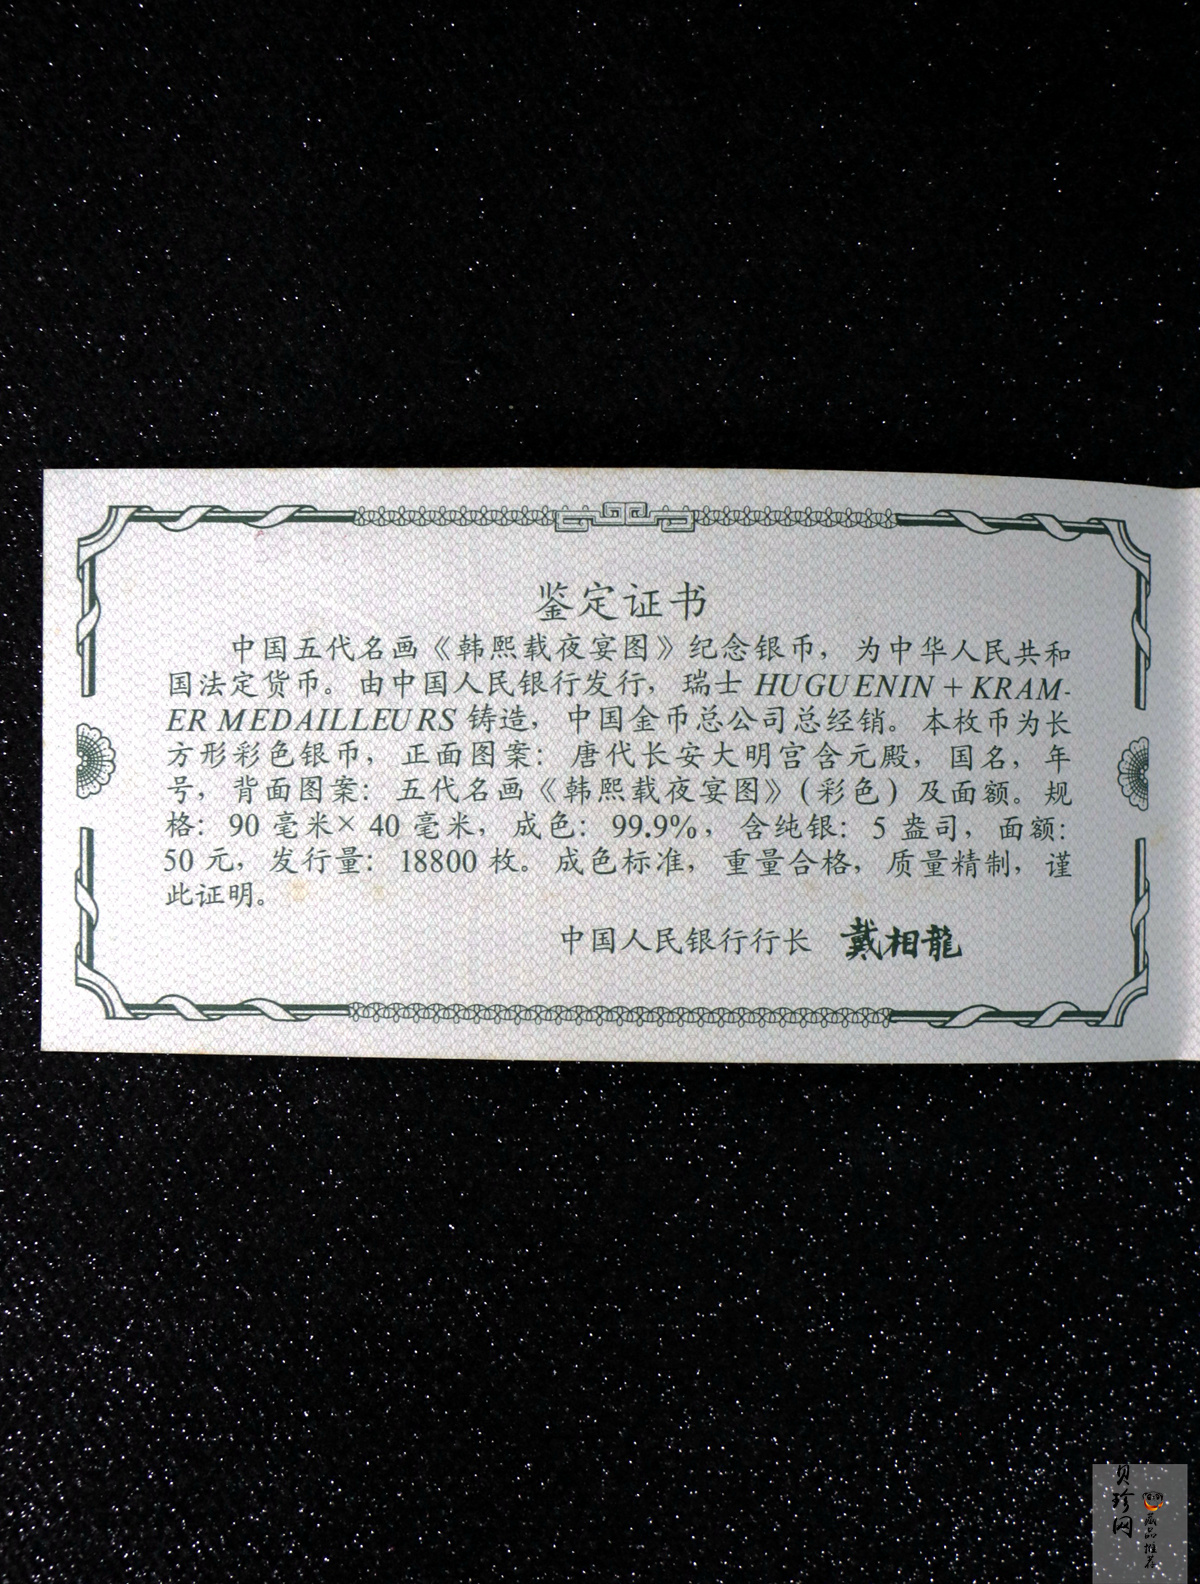 鉴定证书
中国五代名画《韩熙载夜宴图》纪念银币，为中华人民共和
国法定货币。由中国人民银行发行，瑞士 HUGUENIN + KRAM-
ER MEDAILLEURS 铸造，中国金币总公司总经销。本枚币为长
方形彩色银币，正面图案：唐代长安大明宫含元殿，国名，年
号，背面图案：五代名画《韩熙载夜宴图》(彩色) 及面额。规
格：90 毫米× 40 毫米，成色：99.9%，含纯银：5 盎司，面额：
50 元，发行量：18800 枚。成色标准，重量合格，质量精制，谨
此证明。
中国人民银行行长 戴相龍
贝珍网
藏品推荐